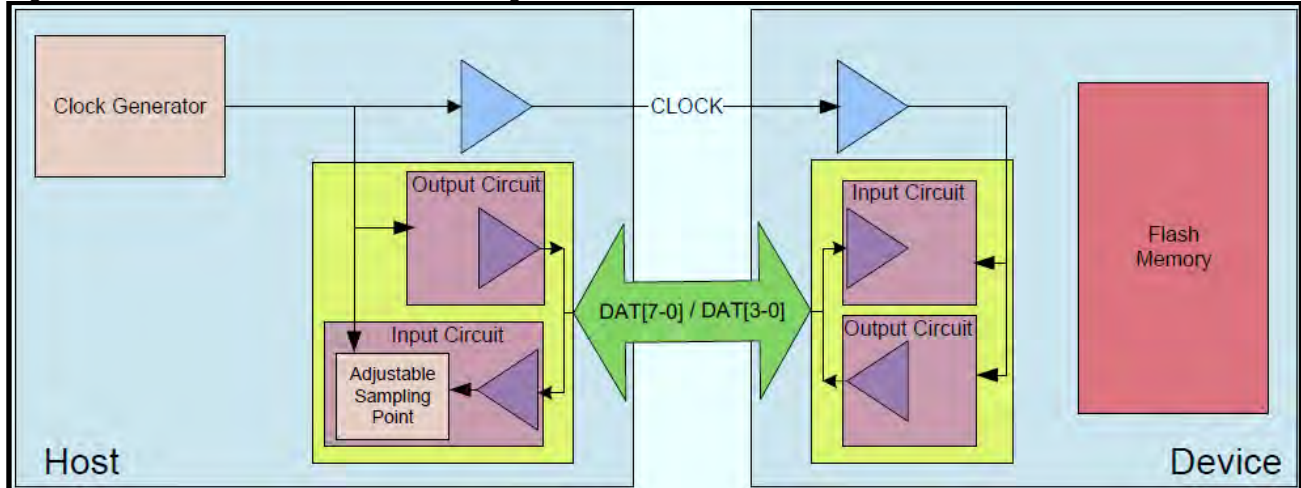 Clock Generator
CLOCK
Output Circuit
Input Circuit
Flash
Memory
DAT[7-0] / DAT[3-0]
Input Circuit
Output Circuit
Adjustable
Sampling
Point
Host
Device